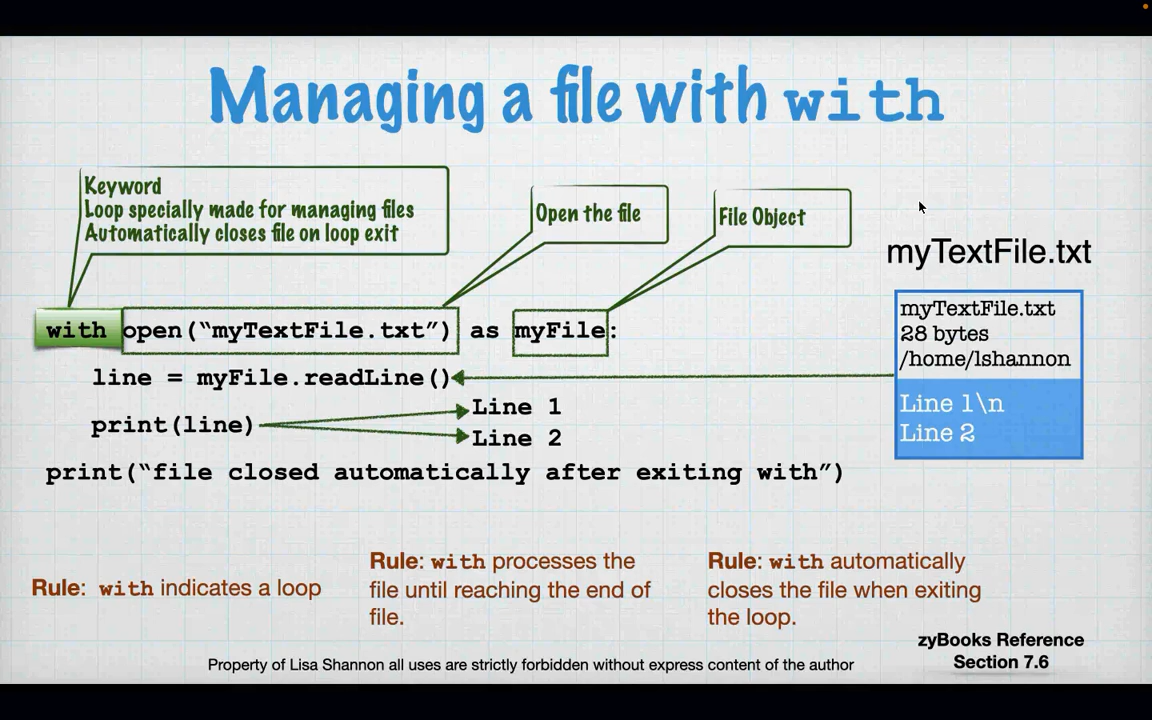 Managing a file with with
Keyword
Loop specially made for managing files
Automatically closes file on loop exit
Open the file
File Object
with open(“myTextFile.txt”) as myFile:
line = myFile.readLine()
print(line)
Line 1
Line 2
print(“file closed automatically after exiting with”)
myTextFile.txt
myTextFile.txt
28 bytes
/home/lshannon
Line 1\n
Line 2
Rule: with indicates a loop
Rule: with processes the
file until reaching the end of
file.
Rule: with automatically
closes the file when exiting
the loop.
zyBooks Reference
Section 7.6
Property of Lisa Shannon all uses are strictly forbidden without express content of the author